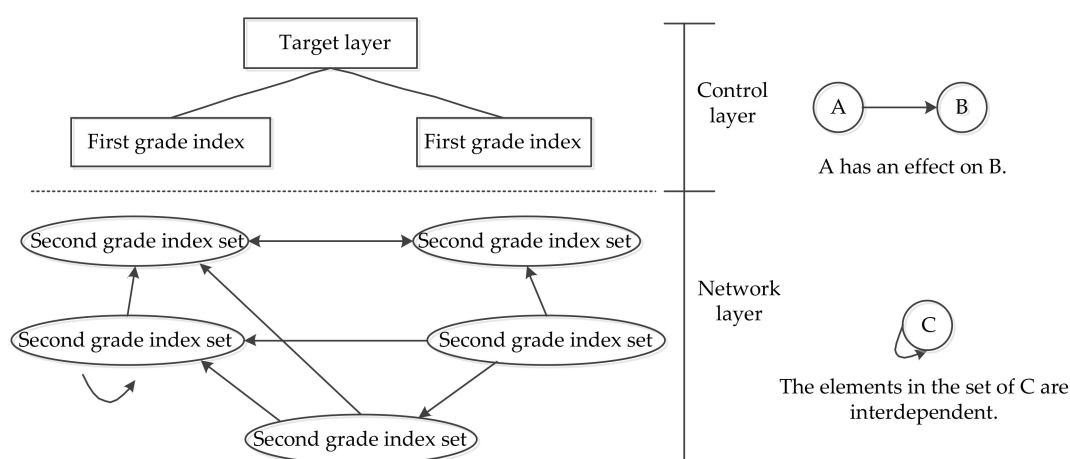 Target layer
First grade index
First grade index
Control
layer
A
B
A has an effect on B.
Second grade index set
Second grade index set
Second grade index set
Second grade index set
Second grade index set
Network
layer
C
The elements in the set of C are
interdependent.